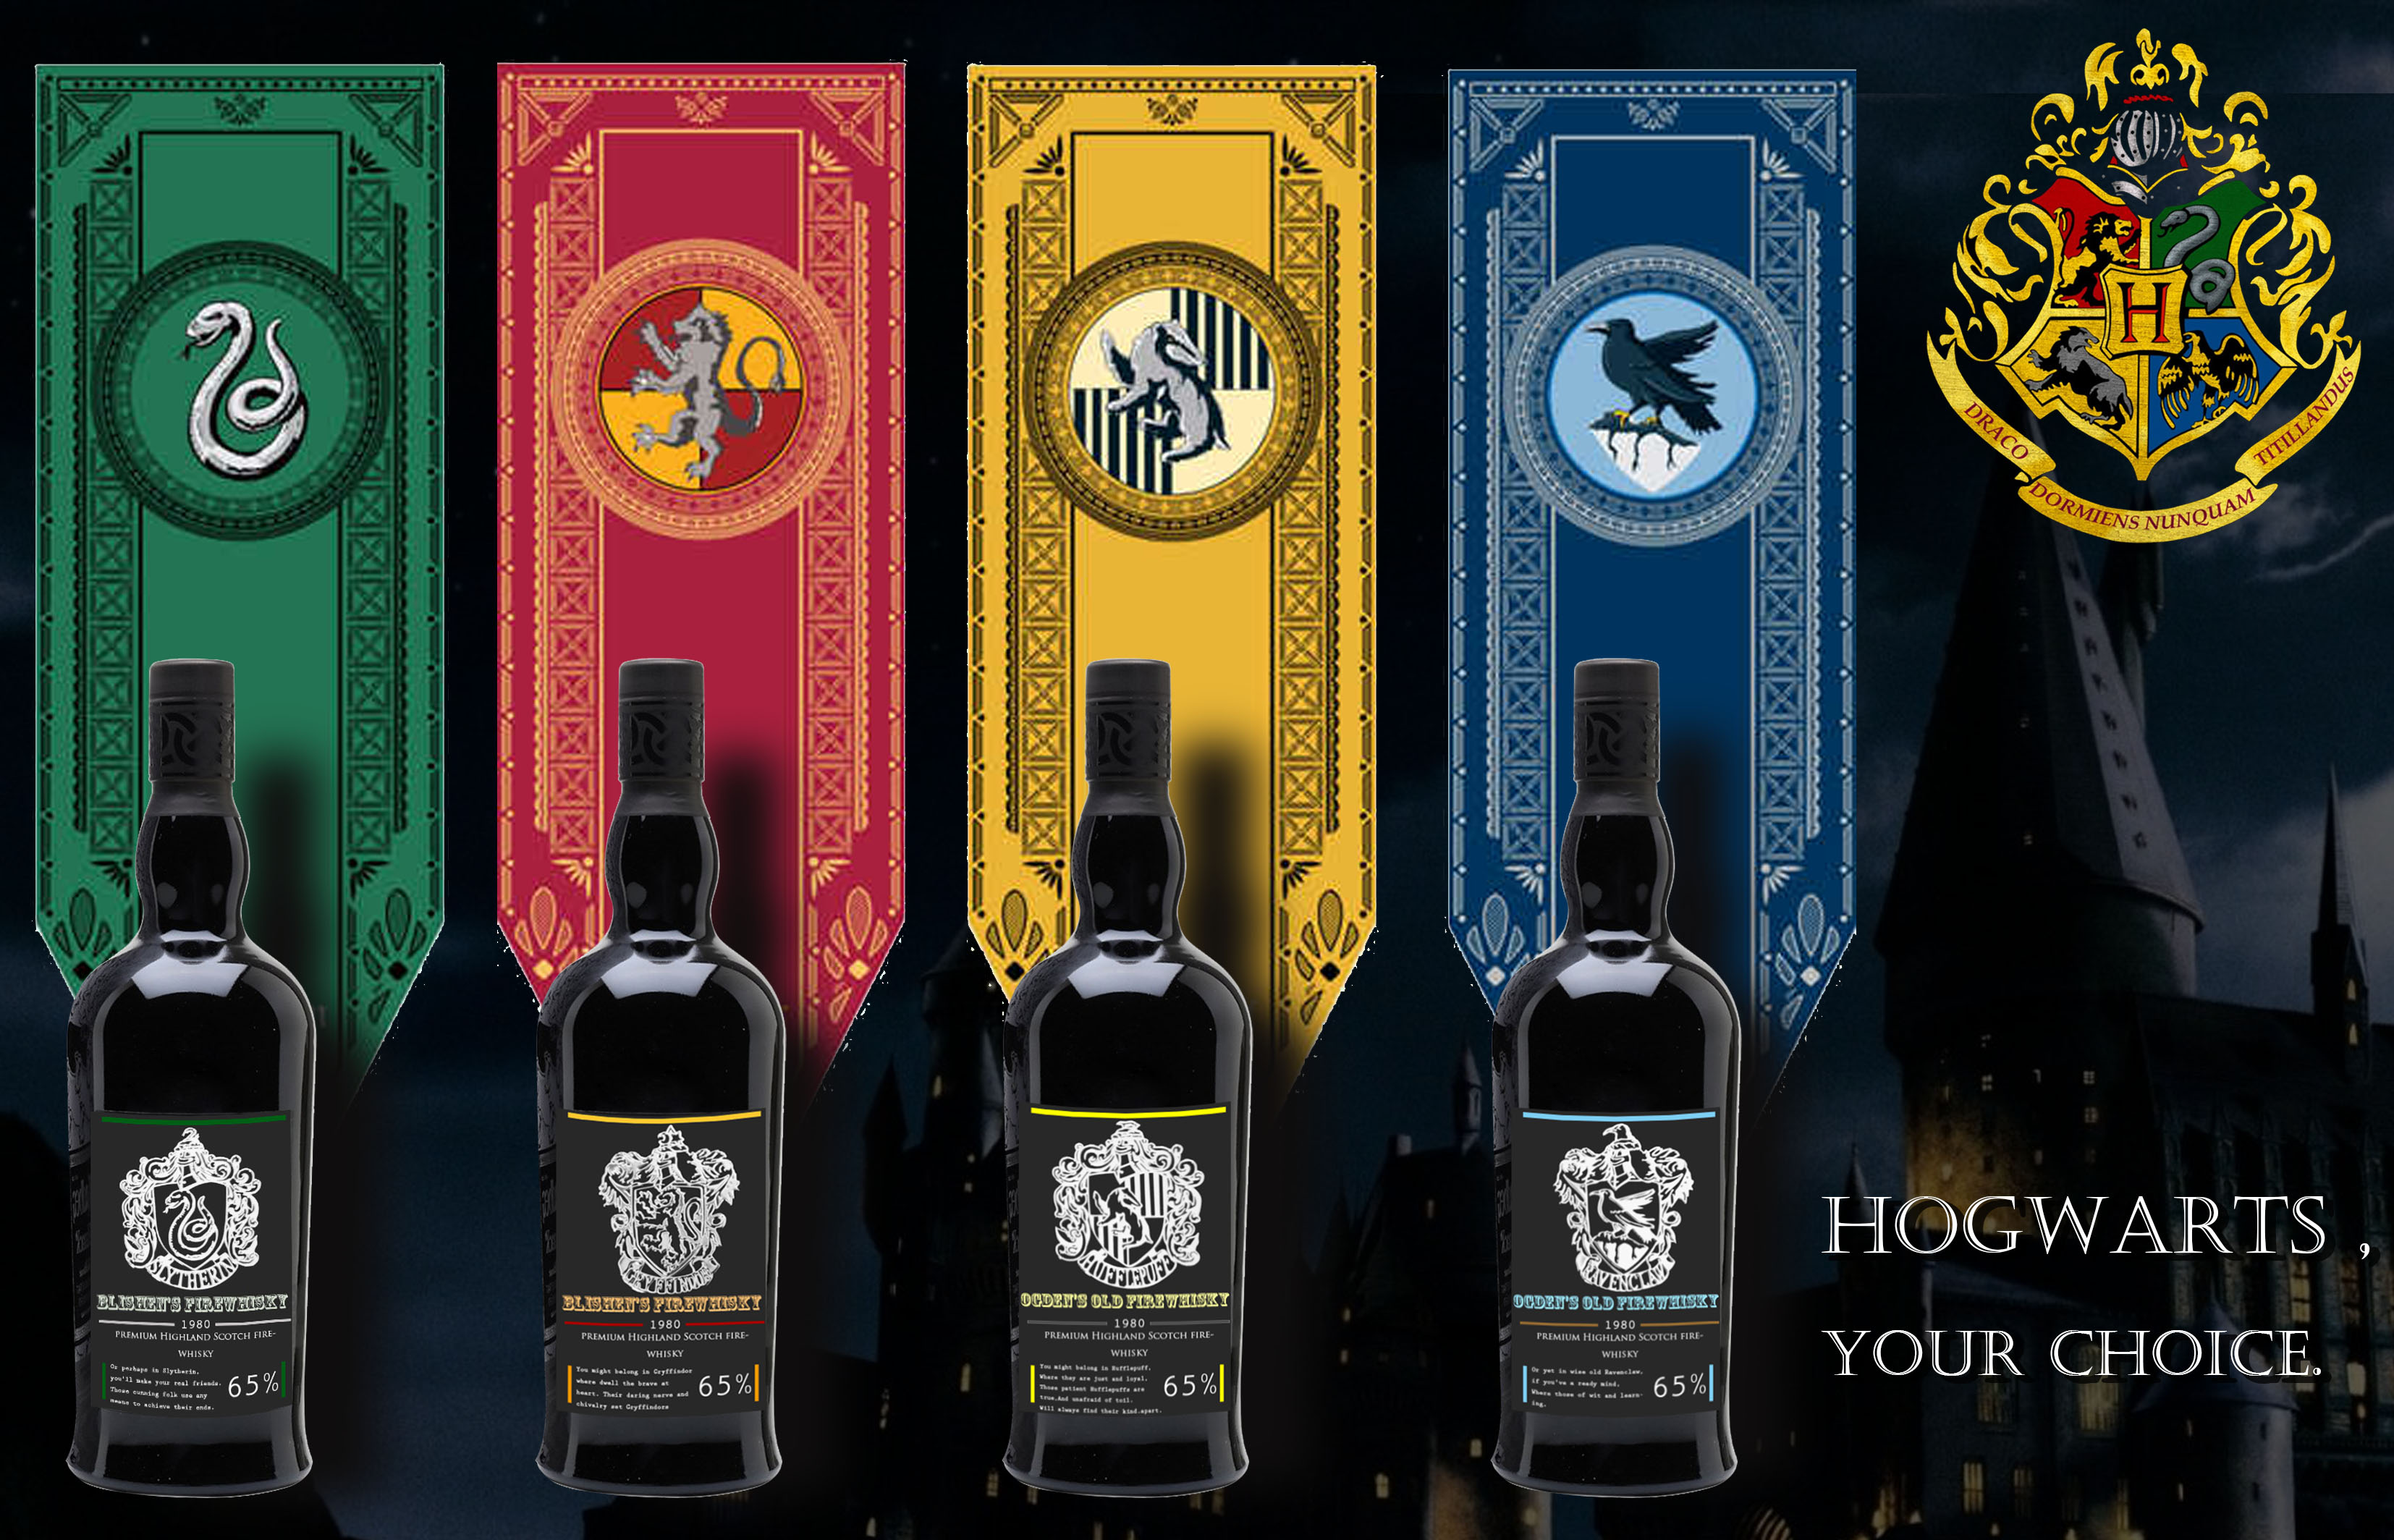 DRACO
DORMIENS NUNQUAM
TITILLANDUS
H
SLYTHERIN
BLISHEN'S FIREWHISKY
1980
PREMIUM HIGHLAND SCOTCH FIRE-
WHISKY
Or perhaps in Slytherin.
you'll make your real friends.
Those cunning folk use any
means to achieve their ends.
65%
GRYFFINDOR
BLISHEN'S FIREWHISKY
1980
PREMIUM HIGHLAND SCOTCH FIRE-
WHISKY
You might belong in Gryffindor
where dwell the brave at
heart. Their daring nerve and
chivalry set Gryffindors
65%
HUFFLEPUFF
OGDEN'S OLD FIREWHISKY
1980
PREMIUM HIGHLAND SCOTCH FIRE-
WHISKY
You might belong in Hufflepuff.
Where they are just and loyal.
Those patient Hufflepuffs are
true.And unafraid of toil.
Will always find their kind.apart.
65%
RAVENCLAW
OGDEN'S OLD FIREWHISKY
1980
PREMIUM HIGHLAND SCOTCH FIRE-
WHISKY
Or yet in wise old Ravenclaw,
if you've a ready mind.
Where those of wit and learn-
ing.
65%
HOGWARTS ,
YOUR CHOICE.